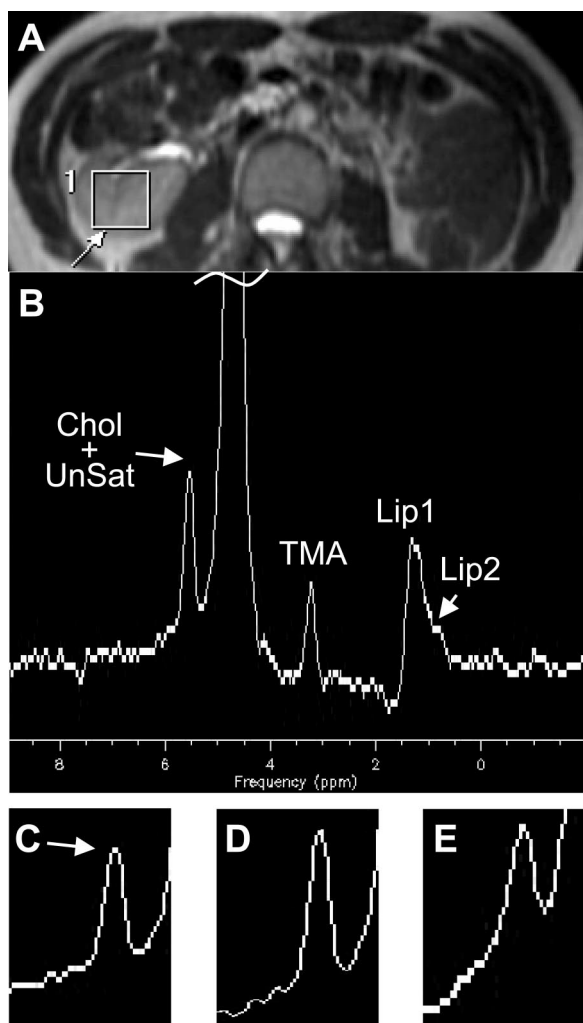 A
1
B
Chol
+
UnSat
TMA
Lip1
Lip2
8 6 4 2 0
Frequency (ppm)
C
D
E